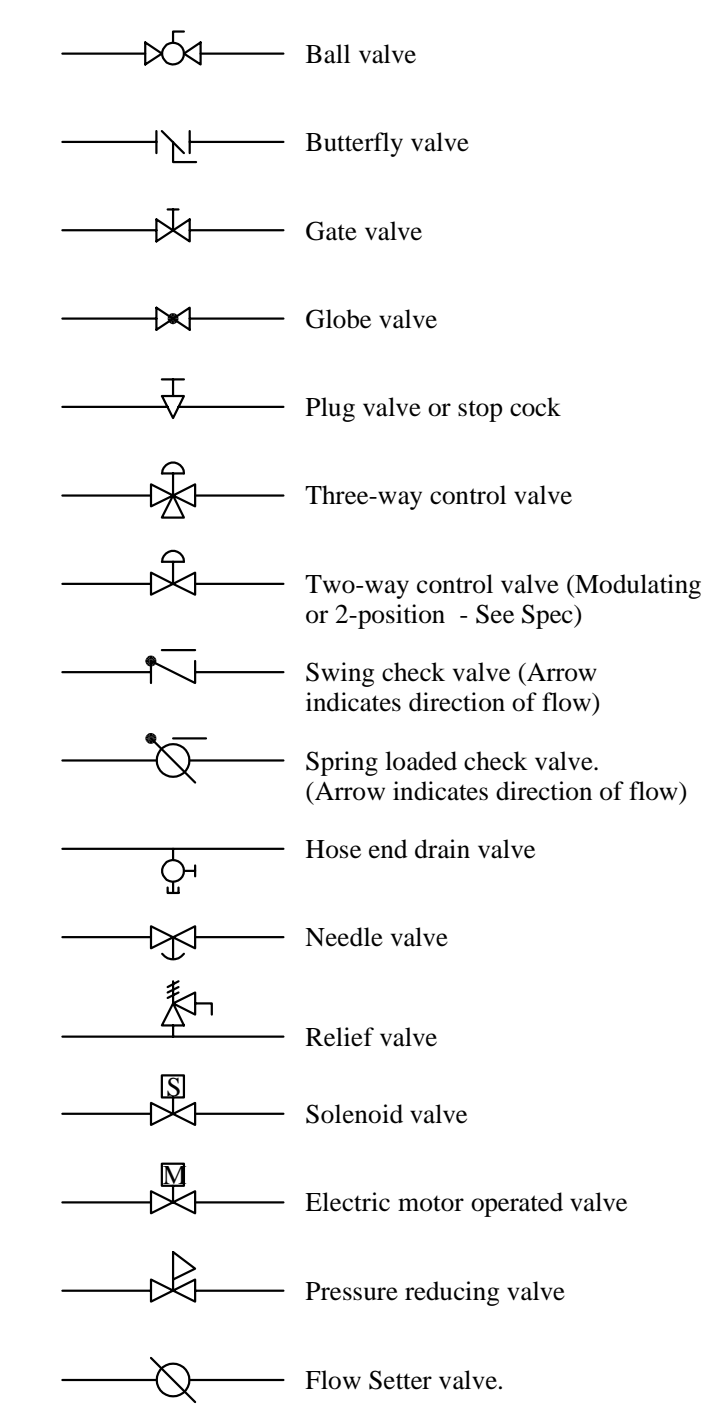 Ball valve
Butterfly valve
Gate valve
Globe valve
Plug valve or stop cock
Three-way control valve
Two-way control valve (Modulating
or 2-position - See Spec)
Swing check valve (Arrow
indicates direction of flow)
Spring loaded check valve.
(Arrow indicates direction of flow)
Hose end drain valve
Needle valve
Relief valve
S
Solenoid valve
M
Electric motor operated valve
Pressure reducing valve
Flow Setter valve.